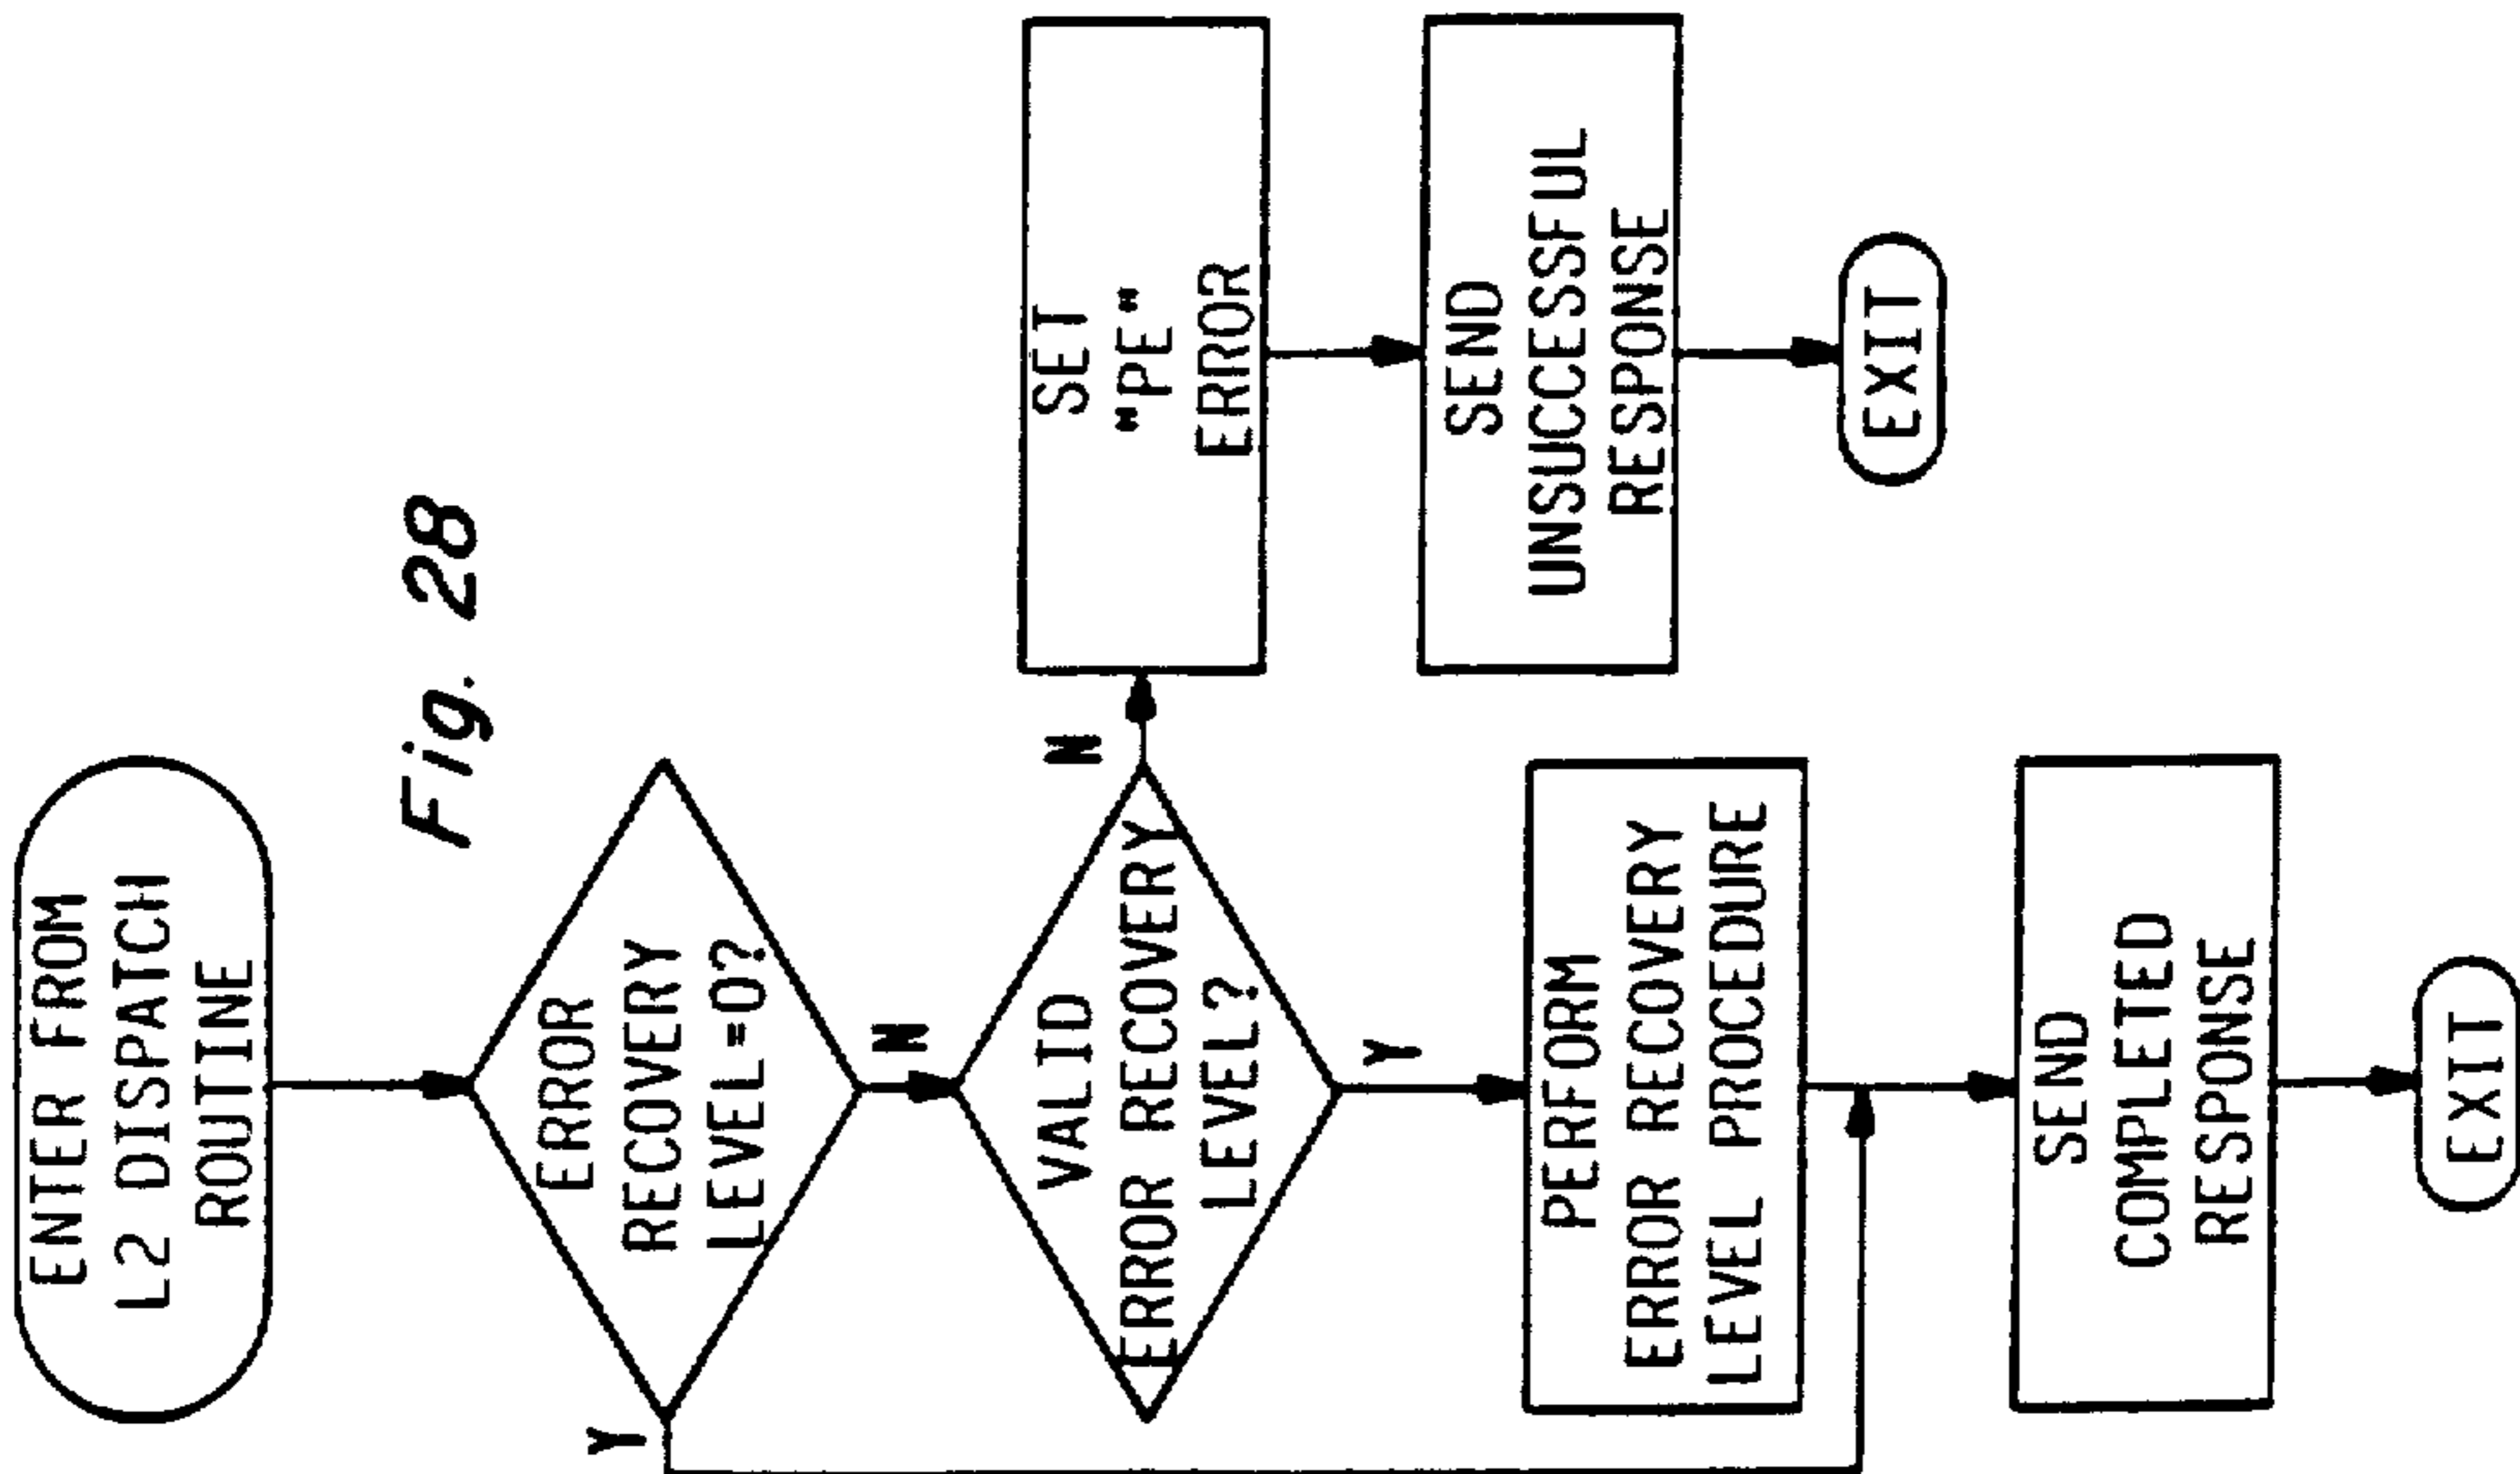 ENTER FROM
L2 DISPATCH
ROUTINE
Fig. 28
ERROR
RECOVERY
LEVEL=0?
Y
N
VALID
ERROR RECOVERY
LEVEL?
N
Y
SET
"PE"
ERROR
SEND
UNSUCCESSFUL
RESPONSE
EXIT
PERFORM
ERROR RECOVERY
LEVEL PROCEDURE
SEND
COMPLETED
RESPONSE
EXIT